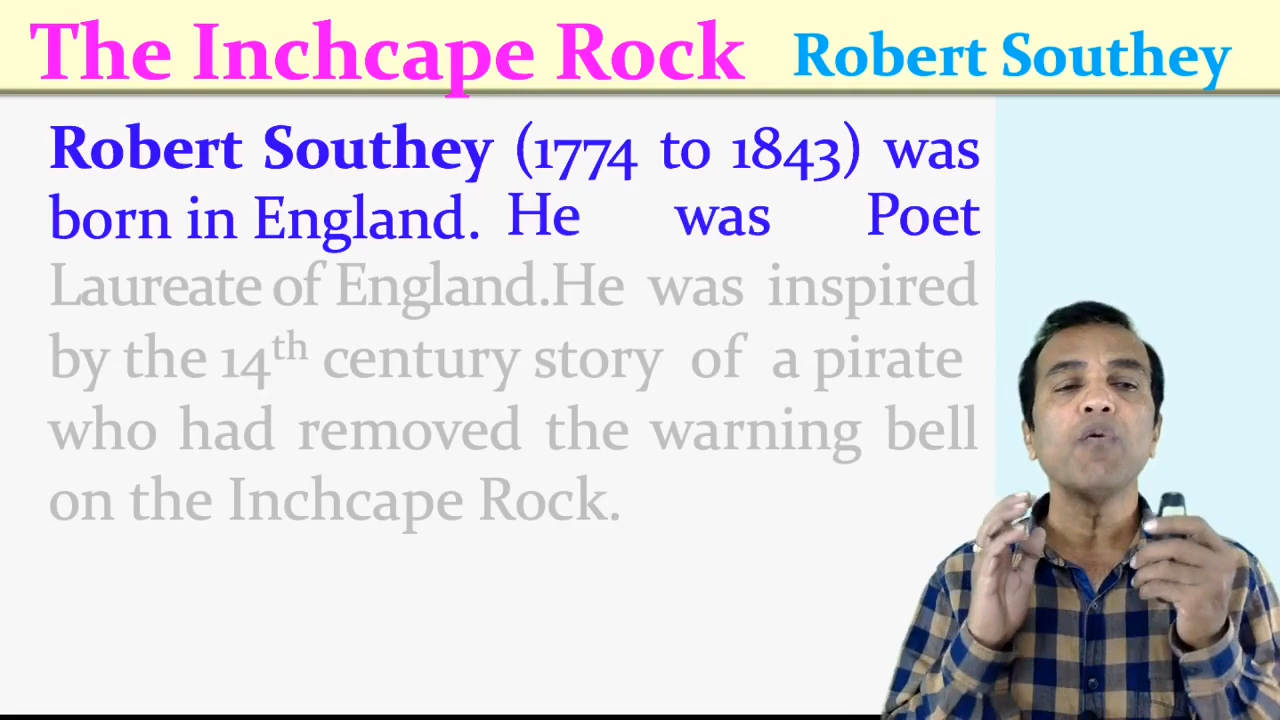 The Inchcape Rock Robert Southey
Robert Southey (1774 to 1843) was
born in England. He was Poet
Laureate of England.He was inspired
by the 14th century story of a pirate
who had removed the warning bell
on the Inchcape Rock.